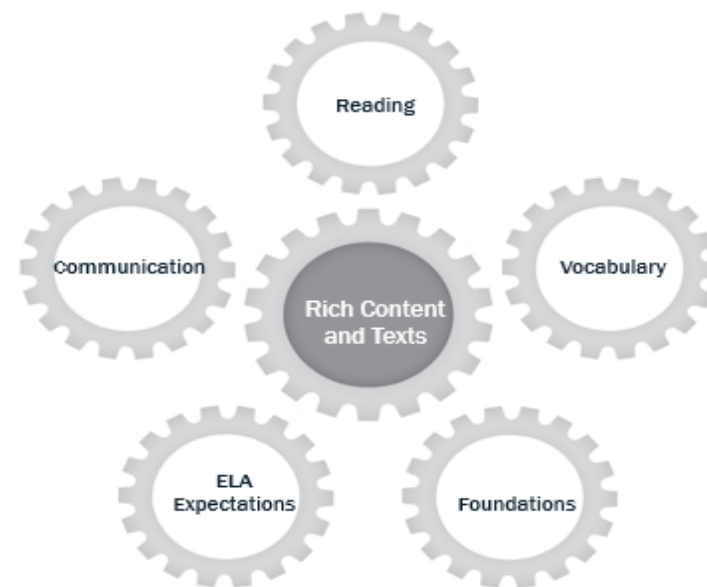 Reading
Communication
Vocabulary
Rich Content
and Texts
ELA
Expectations
Foundations